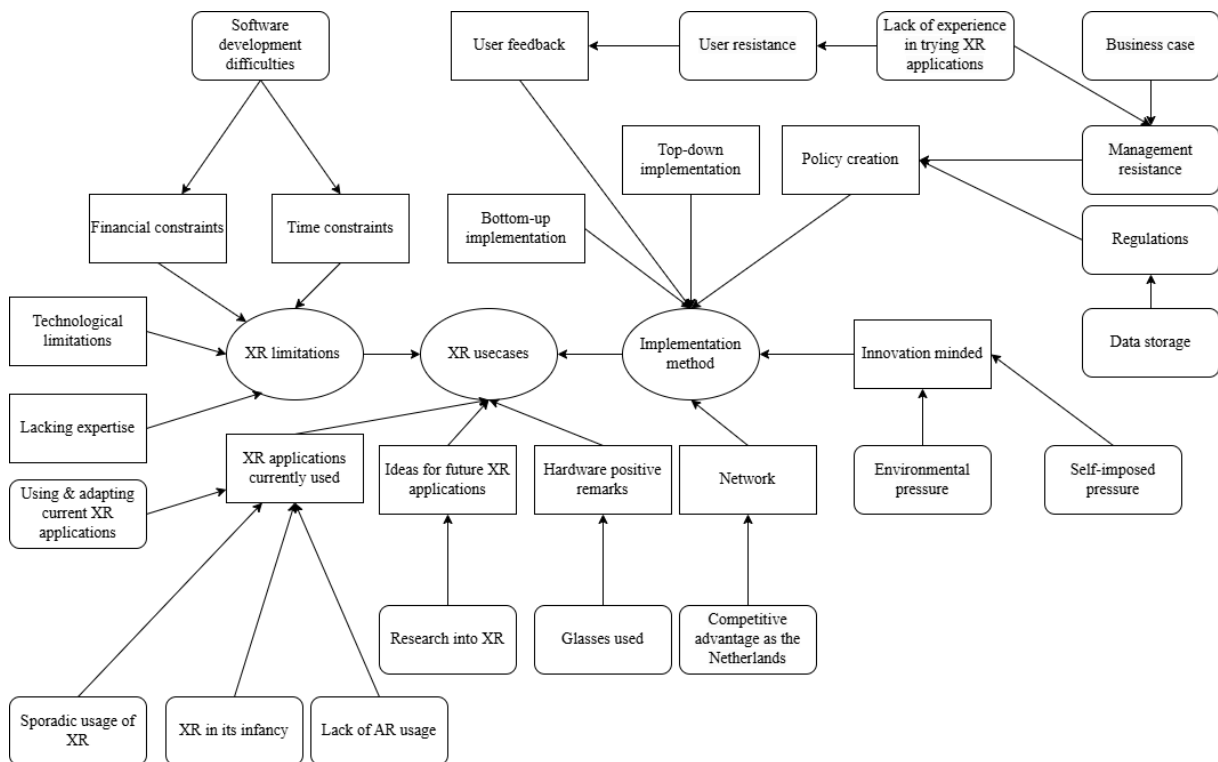 Software
development
difficulties
User feedback
User resistance
Lack of experience
in trying XR
applications
Business case
Top-down
implementation
Policy creation
Management
resistance
Financial constraints
Time constraints
Bottom-up
implementation
Regulations
Technological
limitations
XR limitations
XR usecases
Implementation
method
Innovation minded
Data storage
Lacking expertise
XR applications
currently used
Ideas for future XR
applications
Hardware positive
remarks
Network
Environmental
pressure
Self-imposed
pressure
Using & adapting
current XR
applications
Research into XR
Glasses used
Competitive
advantage as the
Netherlands
Sporadic usage of
XR
XR in its infancy
Lack of AR usage